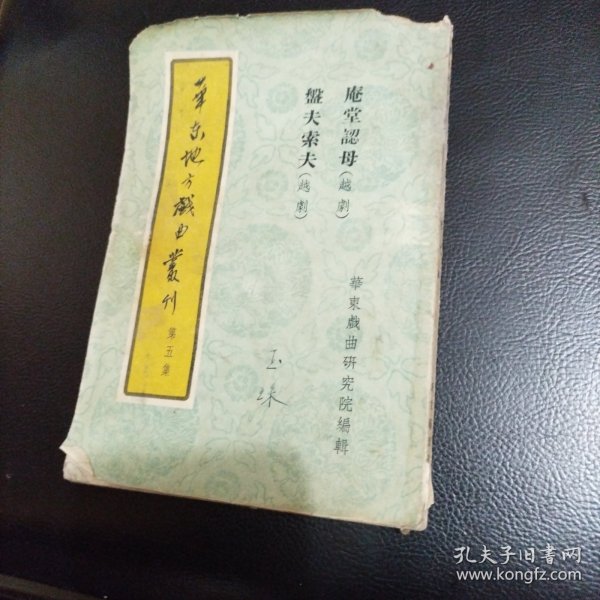 華东地方戲曲叢刊
第五集
庵堂認母(越劇)
盤夫索夫(越劇)
華東戲曲研究院編輯
孔夫子旧书网
www.kongfz.com